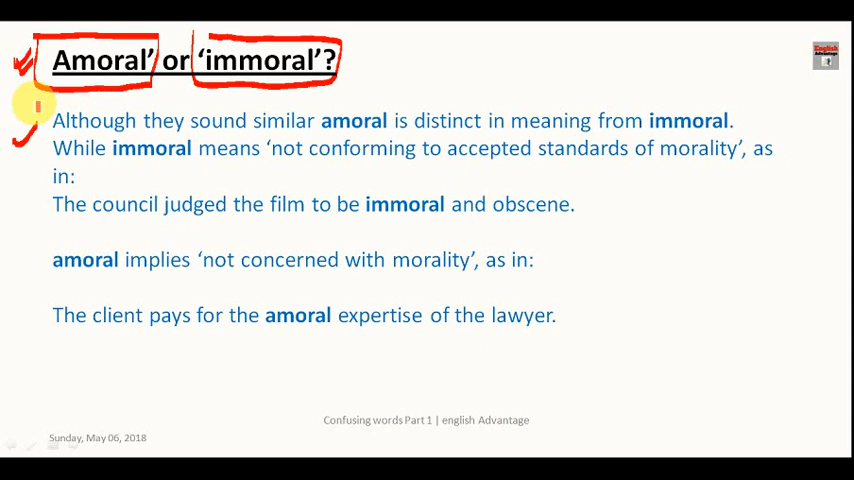 Amoral’ or ‘immoral’?
English
Advantage
Although they sound similar amoral is distinct in meaning from immoral.
While immoral means ‘not conforming to accepted standards of morality’, as
in:
The council judged the film to be immoral and obscene.
amoral implies ‘not concerned with morality’, as in:
The client pays for the amoral expertise of the lawyer.
Confusing words Part 1 | english Advantage
Sunday, May 06, 2018